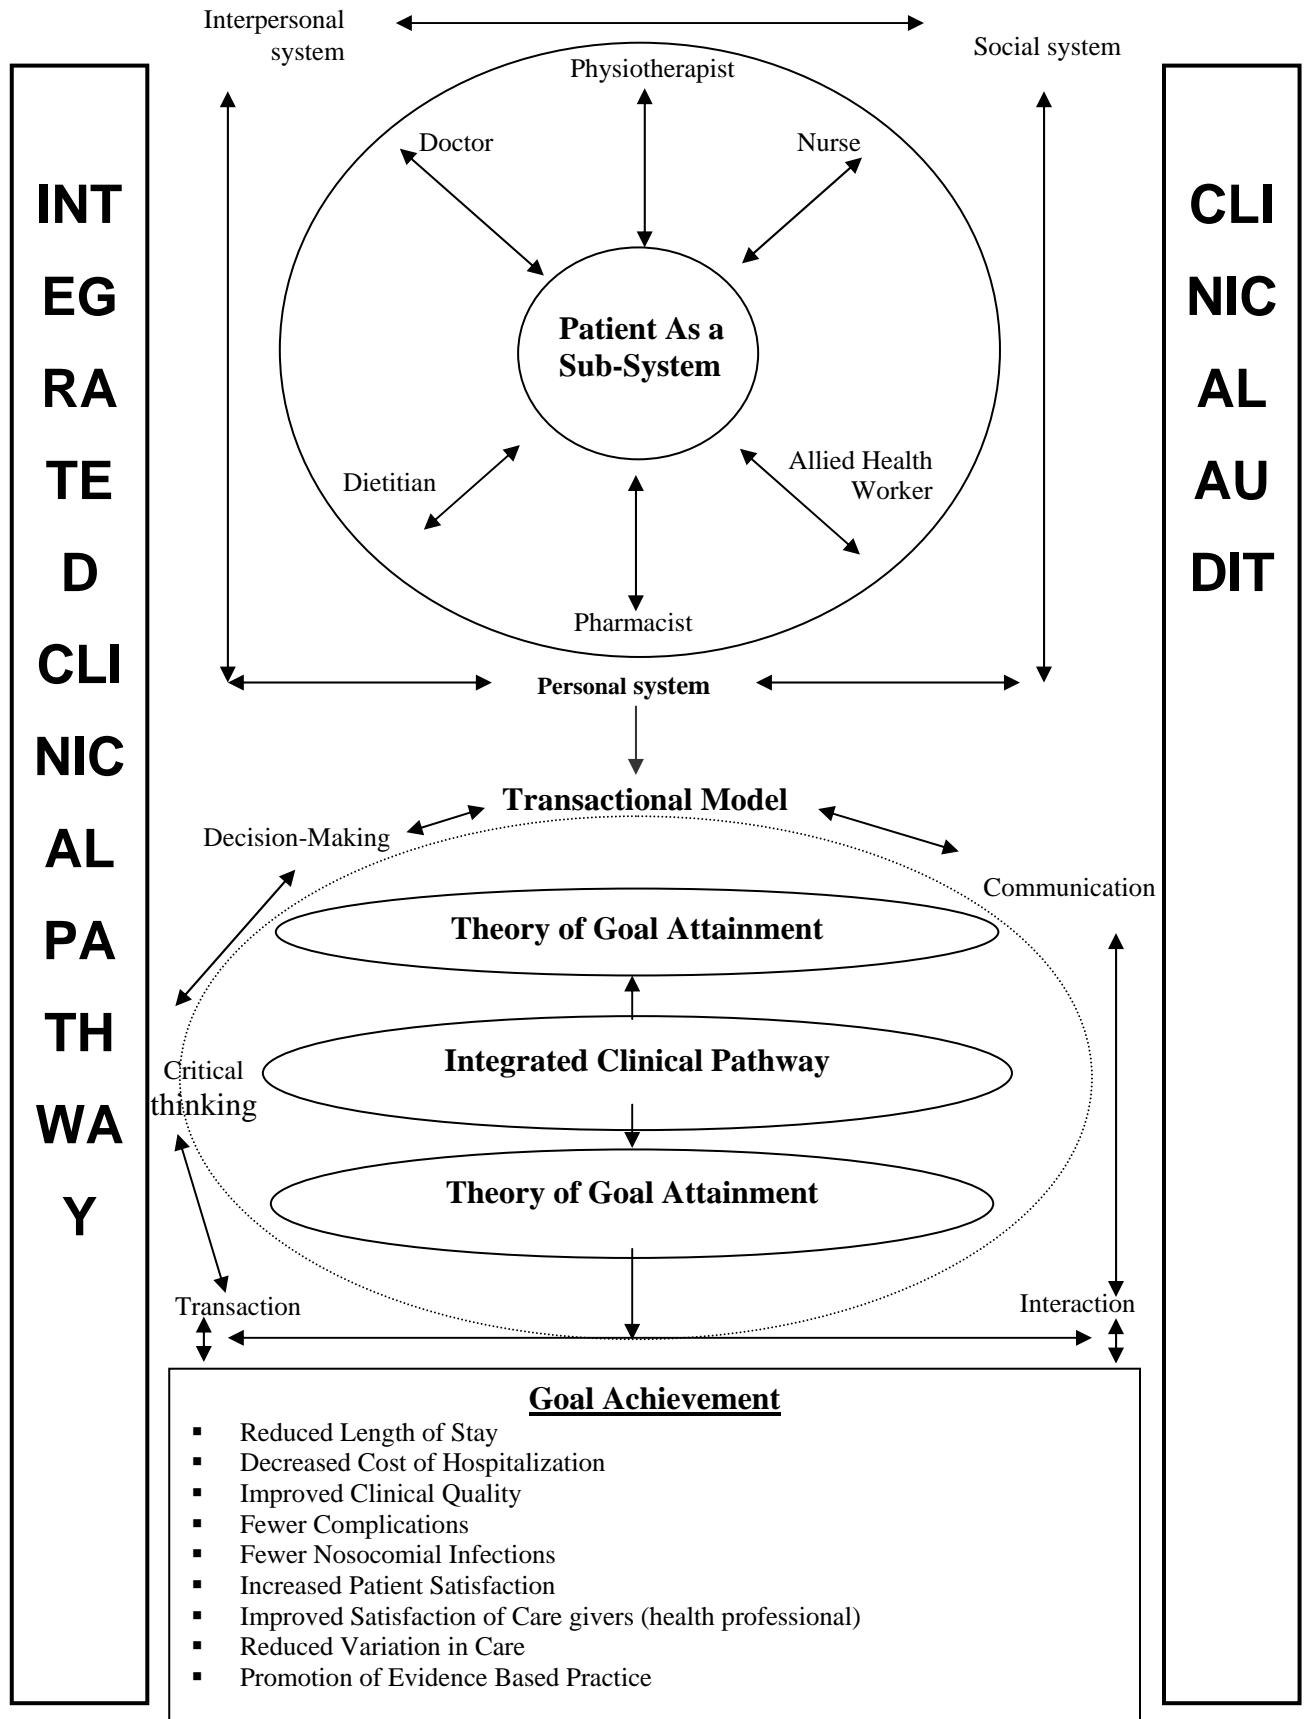 Interpersonal
system
Social system
Physiotherapist
Doctor
Nurse
Patient As a
Sub-System
Dietitian
Allied Health
Worker
Pharmacist
Personal system
INT
EG
RA
TE
D
CLI
NIC
AL
PA
TH
WA
Y
CLI
NIC
AL
AU
DIT
Transactional Model
Decision-Making
Communication
Theory of Goal Attainment
Integrated Clinical Pathway
Critical
thinking
Theory of Goal Attainment
Transaction
Interaction
Goal Achievement
▪ Reduced Length of Stay
▪ Decreased Cost of Hospitalization
▪ Improved Clinical Quality
▪ Fewer Complications
▪ Fewer Nosocomial Infections
▪ Increased Patient Satisfaction
▪ Improved Satisfaction of Care givers (health professional)
▪ Reduced Variation in Care
▪ Promotion of Evidence Based Practice